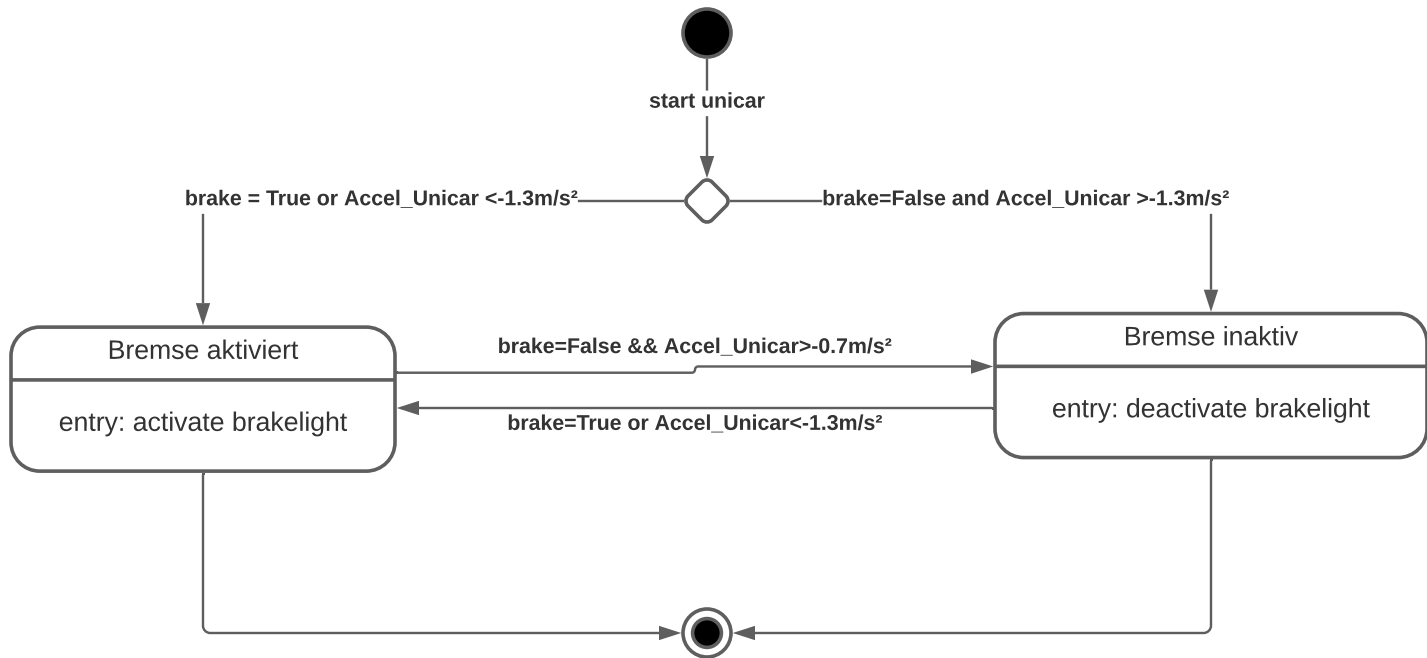 start unicar
brake = True or Accel_Unicar <-1.3m/s²
brake=False and Accel_Unicar >-1.3m/s²
Bremse aktiviert
entry: activate brakelight
brake=False && Accel_Unicar>-0.7m/s²
brake=True or Accel_Unicar<-1.3m/s²
Bremse inaktiv
entry: deactivate brakelight